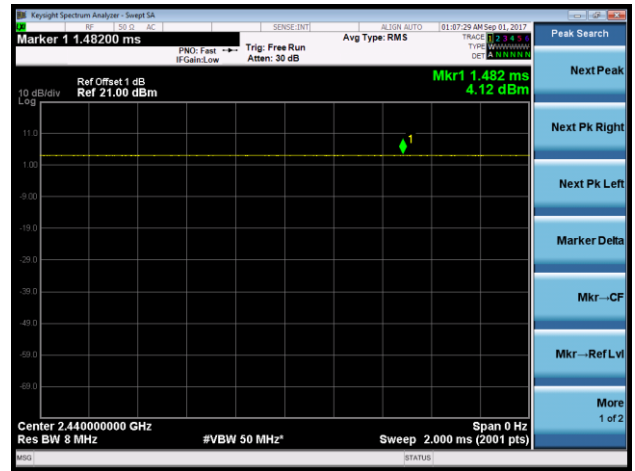 Keysight Spectrum Analyzer - Swept SA
RF 50 Ω AC SENSE:INT ALIGN AUTO 01:07:29 AM Sep 01, 2017
Marker 1 1.48200 ms
PNO: Fast
IFGain:Low
Trig: Free Run
Atten: 30 dB
Avg Type: RMS
TRACE 1 2 3 4 5 6
TYPE WWWWWW
DET A N N N N N
Peak Search
Next Peak
Next Pk Right
Next Pk Left
Marker Delta
Mkr→CF
Mkr→Ref Lvl
More
1 of 2
Mkr1 1.482 ms
4.12 dBm
Ref Offset 1 dB
10 dB/div Ref 21.00 dBm
Log
1
11.0
1.00
-9.00
-19.0
-29.0
-39.0
-49.0
-59.0
-69.0
Center 2.440000000 GHz Span 0 Hz
Res BW 8 MHz #VBW 50 MHz* Sweep 2.000 ms (2001 pts)
MSG STATUS